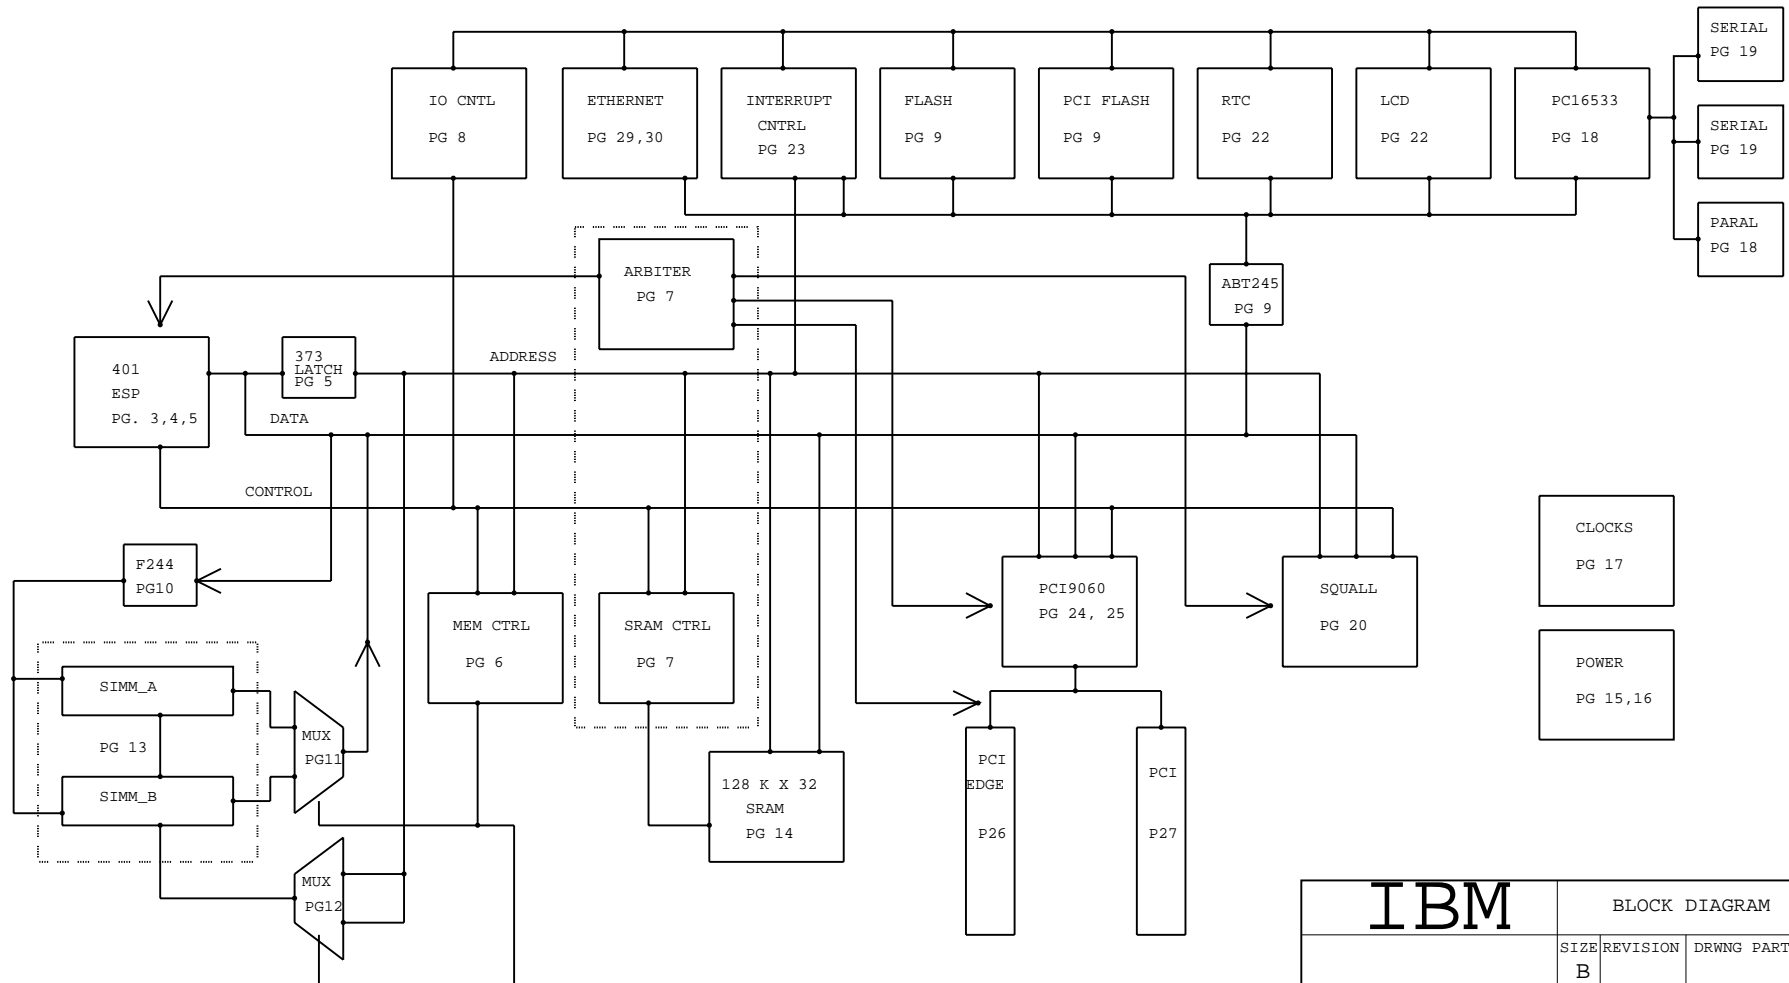 SERIAL
PG 19
IO CNTL
PG 8
ETHERNET
PG 29,30
INTERRUPT
CNTRL
PG 23
FLASH
PG 9
PCI FLASH
PG 9
RTC
PG 22
LCD
PG 22
PC16533
PG 18
SERIAL
PG 19
PARAL
PG 18
ARBITER
PG 7
ABT245
PG 9
401
ESP
PG. 3,4,5
373
LATCH
PG 5
ADDRESS
DATA
CONTROL
F244
PG10
MEM CTRL
PG 6
SRAM CTRL
PG 7
PCI9060
PG 24, 25
SQUALL
PG 20
CLOCKS
PG 17
POWER
PG 15,16
SIMM_A
PG 13
SIMM_B
MUX
PG11
128 K X 32
SRAM
PG 14
PCI
EDGE
P26
PCI
P27
MUX
PG12
IBM
BLOCK DIAGRAM
SIZE
B
REVISION
DRWNG PART